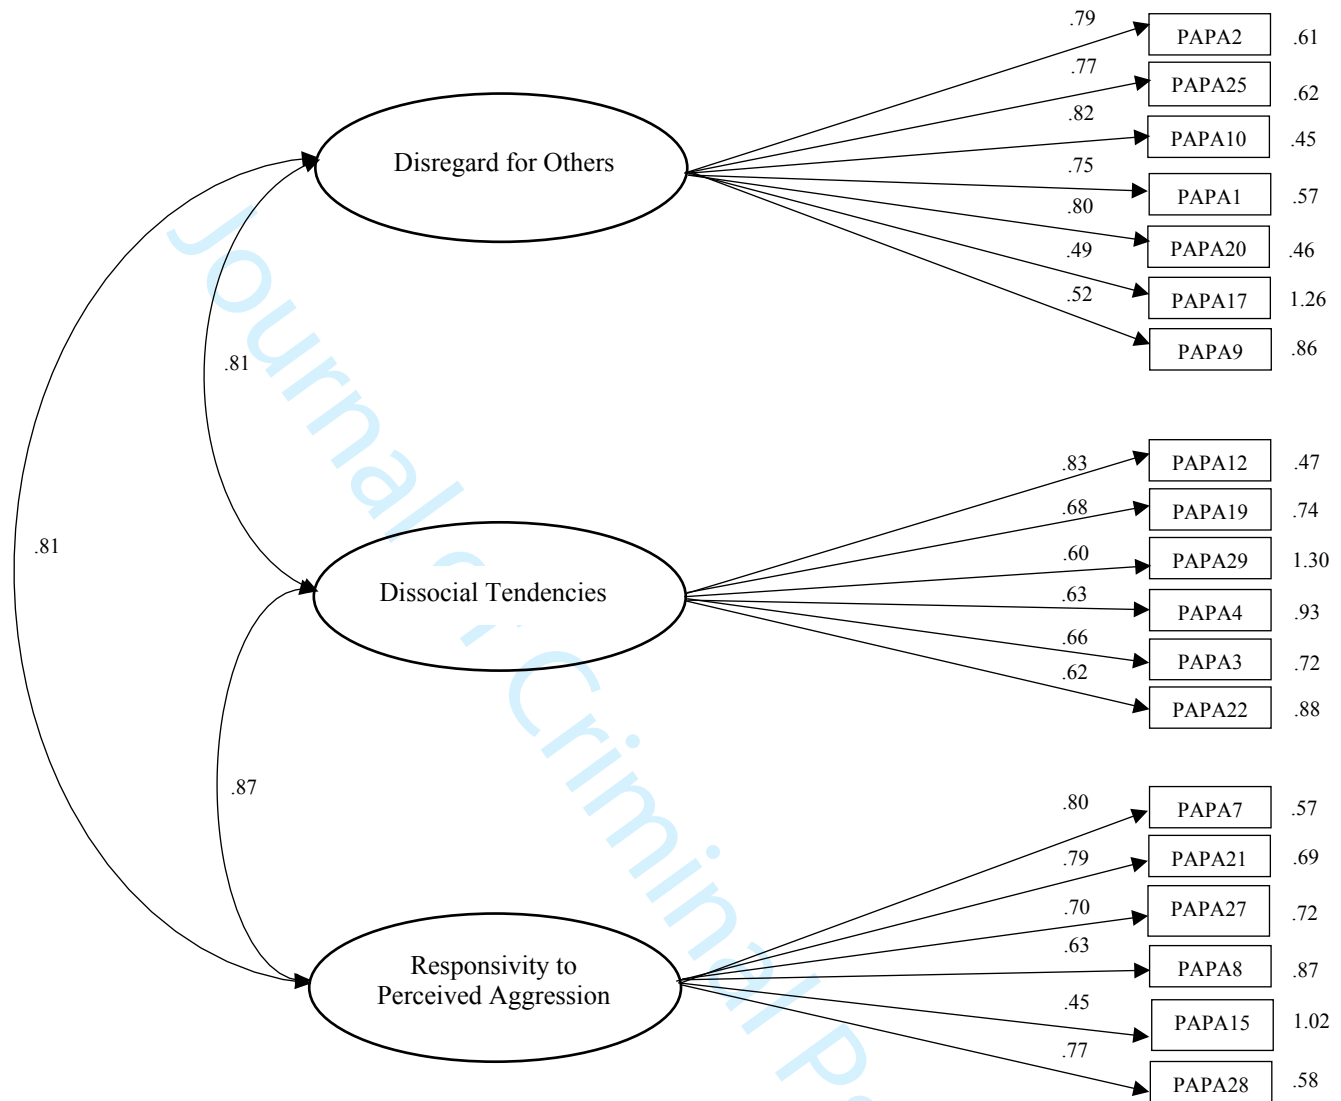 .79
PAPA2 .61
.77
PAPA25 .62
.82
PAPA10 .45
Disregard for Others
.75
PAPA1 .57
.80
PAPA20 .46
.49
PAPA17 1.26
.52
PAPA9 .86
.81
.83
PAPA12 .47
.68
PAPA19 .74
.81
.60
PAPA29 1.30
Dissocial Tendencies
.63
PAPA4 .93
.66
PAPA3 .72
.62
PAPA22 .88
.87
.80
PAPA7 .57
.79
PAPA21 .69
.70
PAPA27 .72
.63
Responsivity to
Perceived Aggression
PAPA8 .87
.45
PAPA15 1.02
.77
PAPA28 .58
Journal of Criminal P